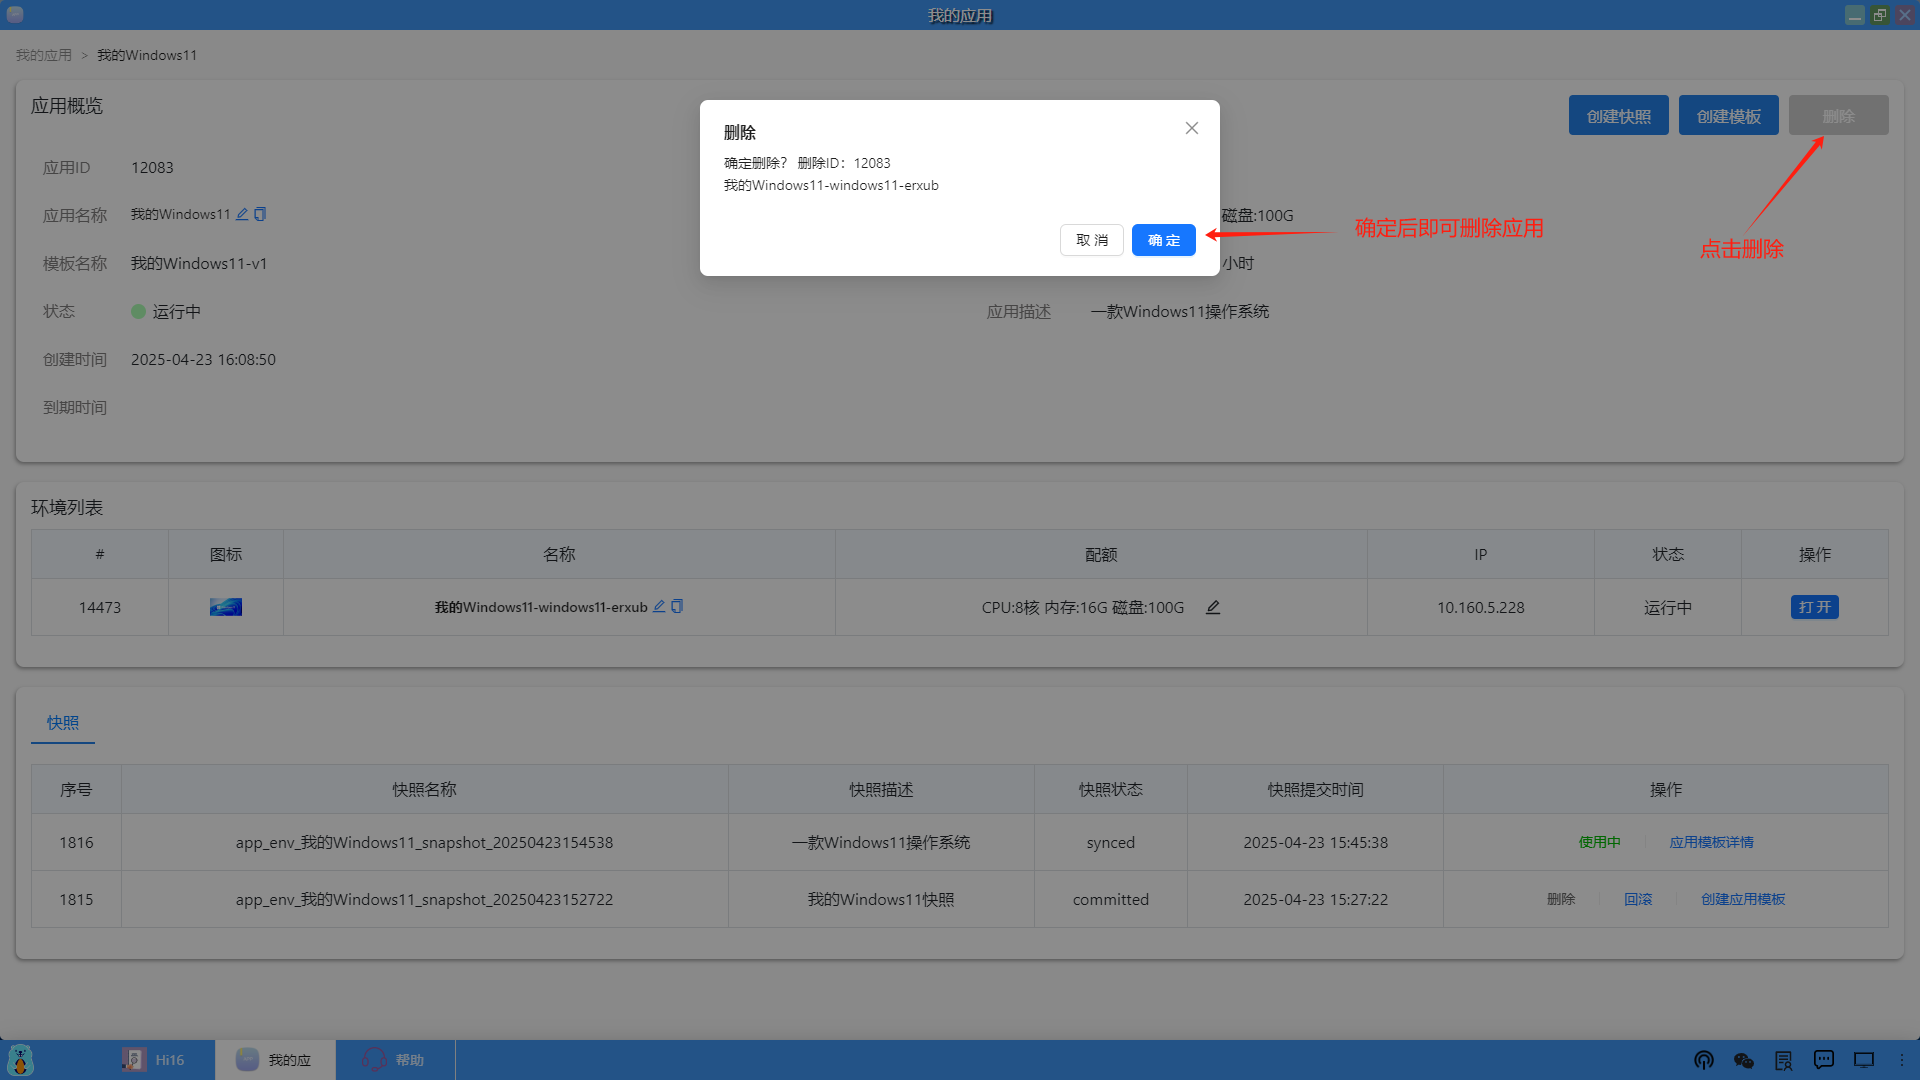 我的应用
我的应用 > 我的Windows11
应用概览
创建快照 创建模板 删除
应用ID 12083
应用名称 我的Windows11
磁盘:100G
模板名称 我的Windows11-v1
小时
状态 运行中
应用描述 一款Windows11操作系统
创建时间 2025-04-23 16:08:50
到期时间
删除
确定删除? 删除ID: 12083
我的Windows11-windows11-erxub
取 消 确 定
确定后即可删除应用
点击删除
环境列表
# 图标 名称 配额 IP 状态 操作
14473 我的Windows11-windows11-erxub CPU:8核 内存:16G 磁盘:100G 10.160.5.228 运行中 打 开
快照
序号 快照名称 快照描述 快照状态 快照提交时间 操作
1816 app_env_我的Windows11_snapshot_20250423154538 一款Windows11操作系统 synced 2025-04-23 15:45:38 使用中 应用模板详情
1815 app_env_我的Windows11_snapshot_20250423152722 我的Windows11快照 committed 2025-04-23 15:27:22 删除 回滚 创建应用模板
Hi16 我的应 帮助